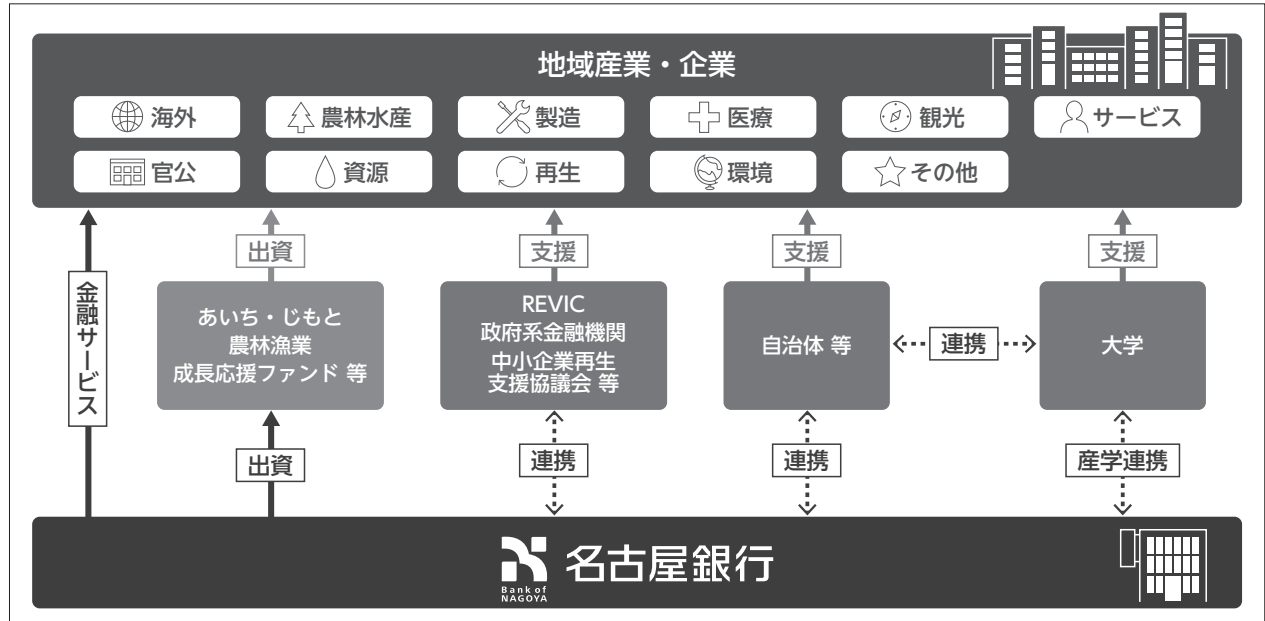 地域産業・企業
海外
農林水産
製造
医療
観光
サービス
官公
資源
再生
環境
その他
金融サービス
出資
支援
支援
支援
あいち・じもと
農林漁業
成長応援ファンド 等
REVIC
政府系金融機関
中小企業再生
支援協議会 等
自治体 等
連携
大学
出資
連携
連携
産学連携
Bank of
NAGOYA
名古屋銀行